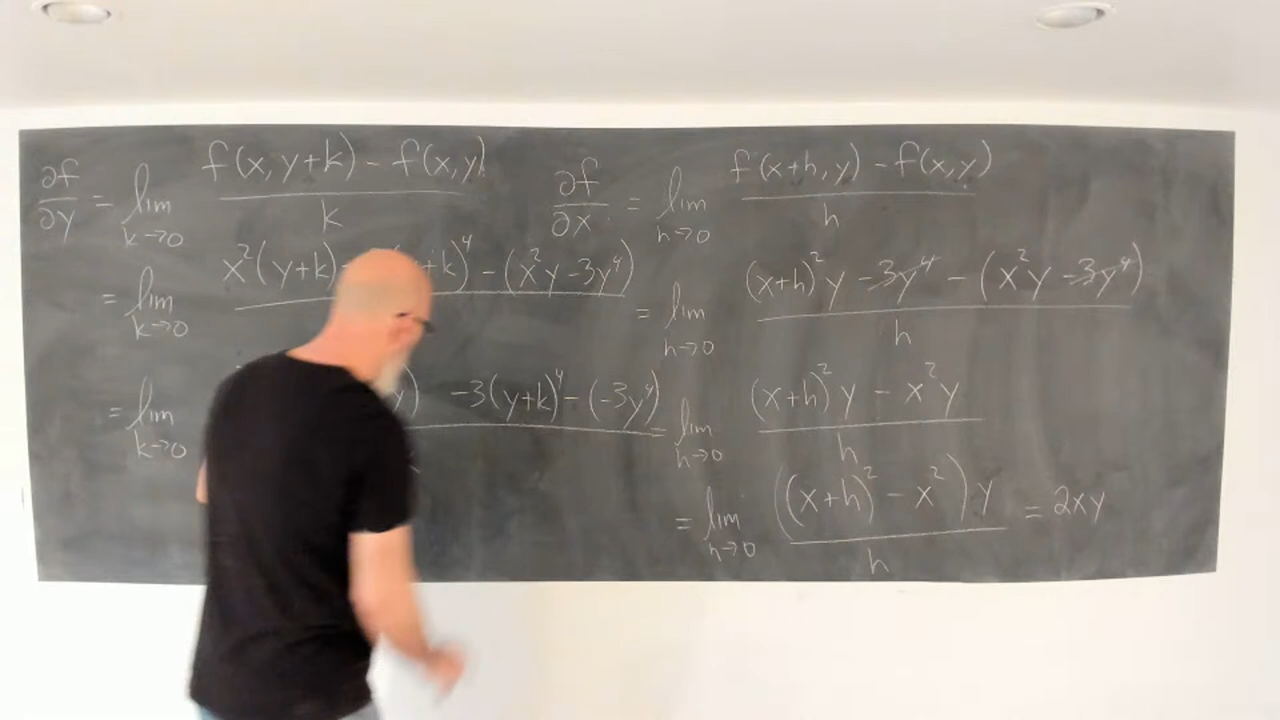 ∂f/∂y = lim k→0 (f(x, y+k) - f(x,y))/k
= lim k→0 x²(y+k) +k)⁴ - (x²y - 3y⁴)
= lim k→0 y) -3(y+k)⁴ - (-3y⁴)
∂f/∂x = lim h→0 (f(x+h, y) - f(x,y))/h
= lim h→0 ((x+h)²y - 3y⁴ - (x²y - 3y⁴))/h
= lim h→0 ((x+h)²y - x²y)/h
= lim h→0 (((x+h)² - x²)y)/h = 2xy